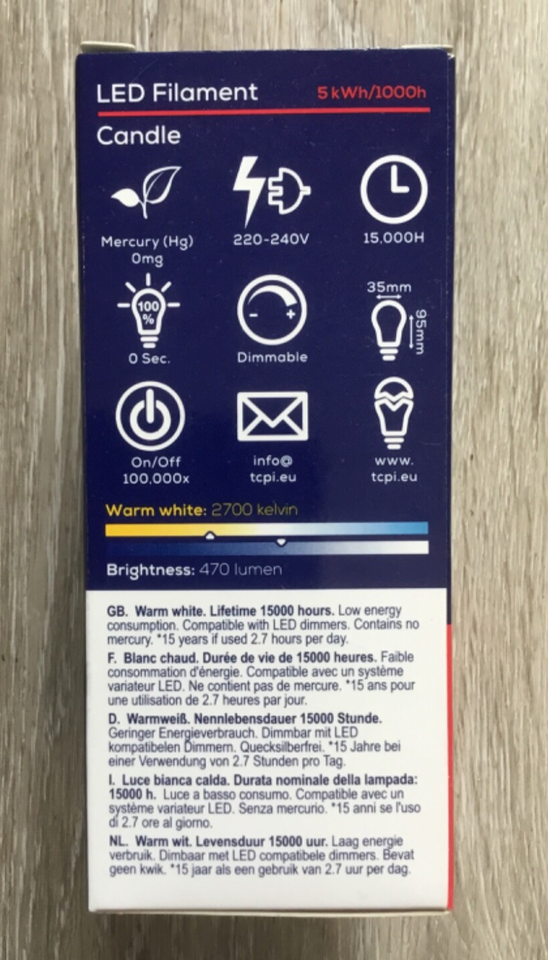 LED Filament 5 kWh/1000h
Candle
Mercury (Hg)
0mg
220-240V
15.000H
100
%
0 Sec.
Dimmable
35mm
95mm
On/Off
100.000x
info@
tcpi.eu
www.
tcpi.eu
Warm white: 2700 kelvin
Brightness: 470 lumen
GB. Warm white. Lifetime 15000 hours. Low energy
consumption. Compatible with LED dimmers. Contains no
mercury. *15 years if used 2.7 hours per day.
F. Blanc chaud. Durée de vie de 15000 heures. Faible
consommation d'énergie. Compatible avec un système
variateur LED. Ne contient pas de mercure. *15 ans pour
une utilisation de 2.7 heures par jour.
D. Warmweiß. Nennlebensdauer 15000 Stunde.
Geringer Energieverbrauch. Dimmbar mit LED
kompatibelen Dimmern. Quecksilberfrei. *15 Jahre bei
einer Verwendung von 2.7 Stunden pro Tag.
I. Luce bianca calda. Durata nominale della lampada:
15000 h. Luce a basso consumo. Compatible avec un
système variateur LED. Senza mercurio. *15 anni se l'uso
di 2.7 ore al giorno.
NL. Warm wit. Levensduur 15000 uur. Laag energie
verbruik. Dimbaar met LED compatibele dimmers. Bevat
geen kwik. *15 jaar als een gebruik van 2.7 uur per dag.